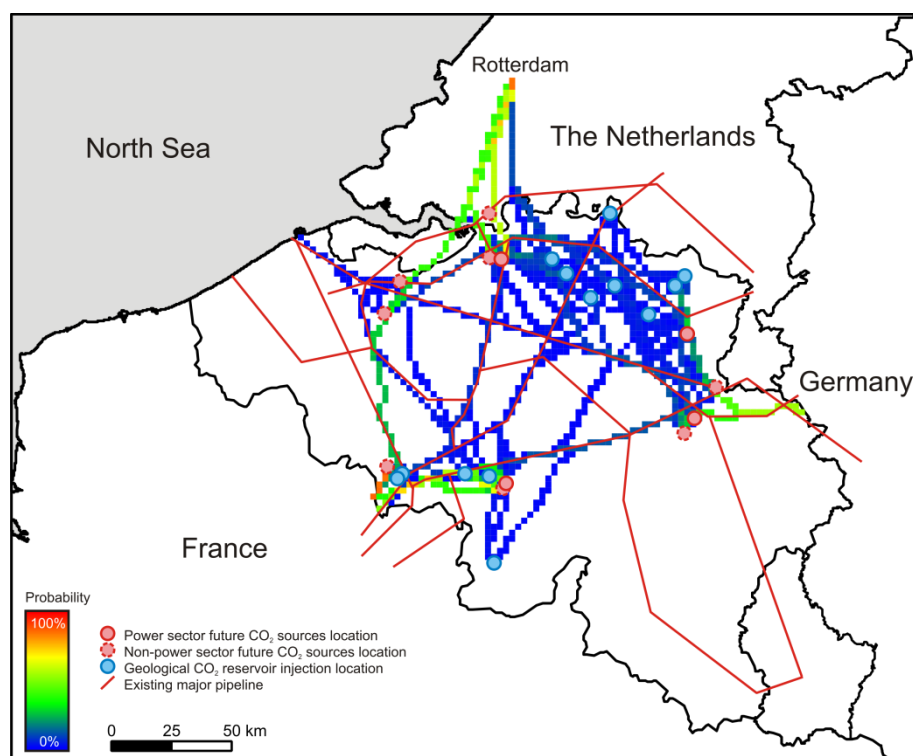 Rotterdam
North Sea
The Netherlands
Germany
France
Probability
100%
0%
Power sector future CO₂ sources location
Non-power sector future CO₂ sources location
Geological CO₂ reservoir injection location
Existing major pipeline
0 25 50 km